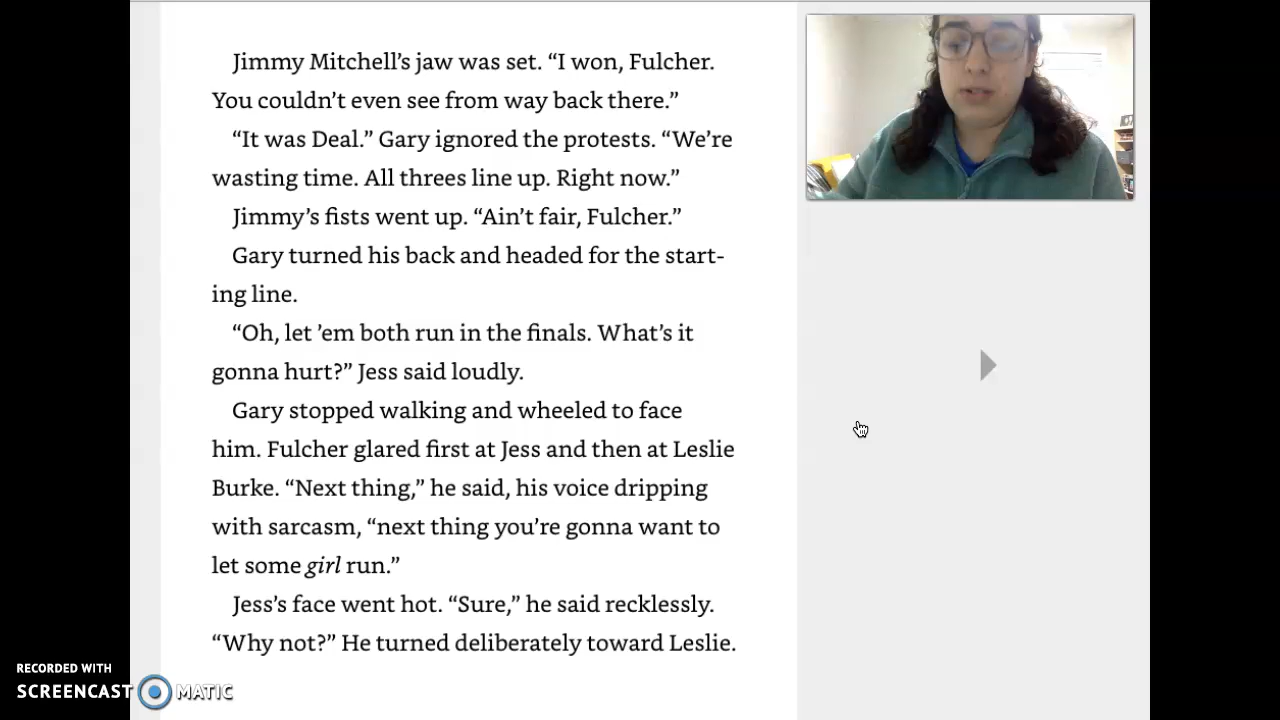 Jimmy Mitchell’s jaw was set. “I won, Fulcher.
You couldn’t even see from way back there.”
“It was Deal.” Gary ignored the protests. “We’re
wasting time. All threes line up. Right now.”
Jimmy’s fists went up. “Ain’t fair, Fulcher.”
Gary turned his back and headed for the start-
ing line.
“Oh, let ’em both run in the finals. What’s it
gonna hurt?” Jess said loudly.
Gary stopped walking and wheeled to face
him. Fulcher glared first at Jess and then at Leslie
Burke. “Next thing,” he said, his voice dripping
with sarcasm, “next thing you’re gonna want to
let some girl run.”
Jess’s face went hot. “Sure,” he said recklessly.
“Why not?” He turned deliberately toward Leslie.
RECORDED WITH
SCREENCAST MATIC